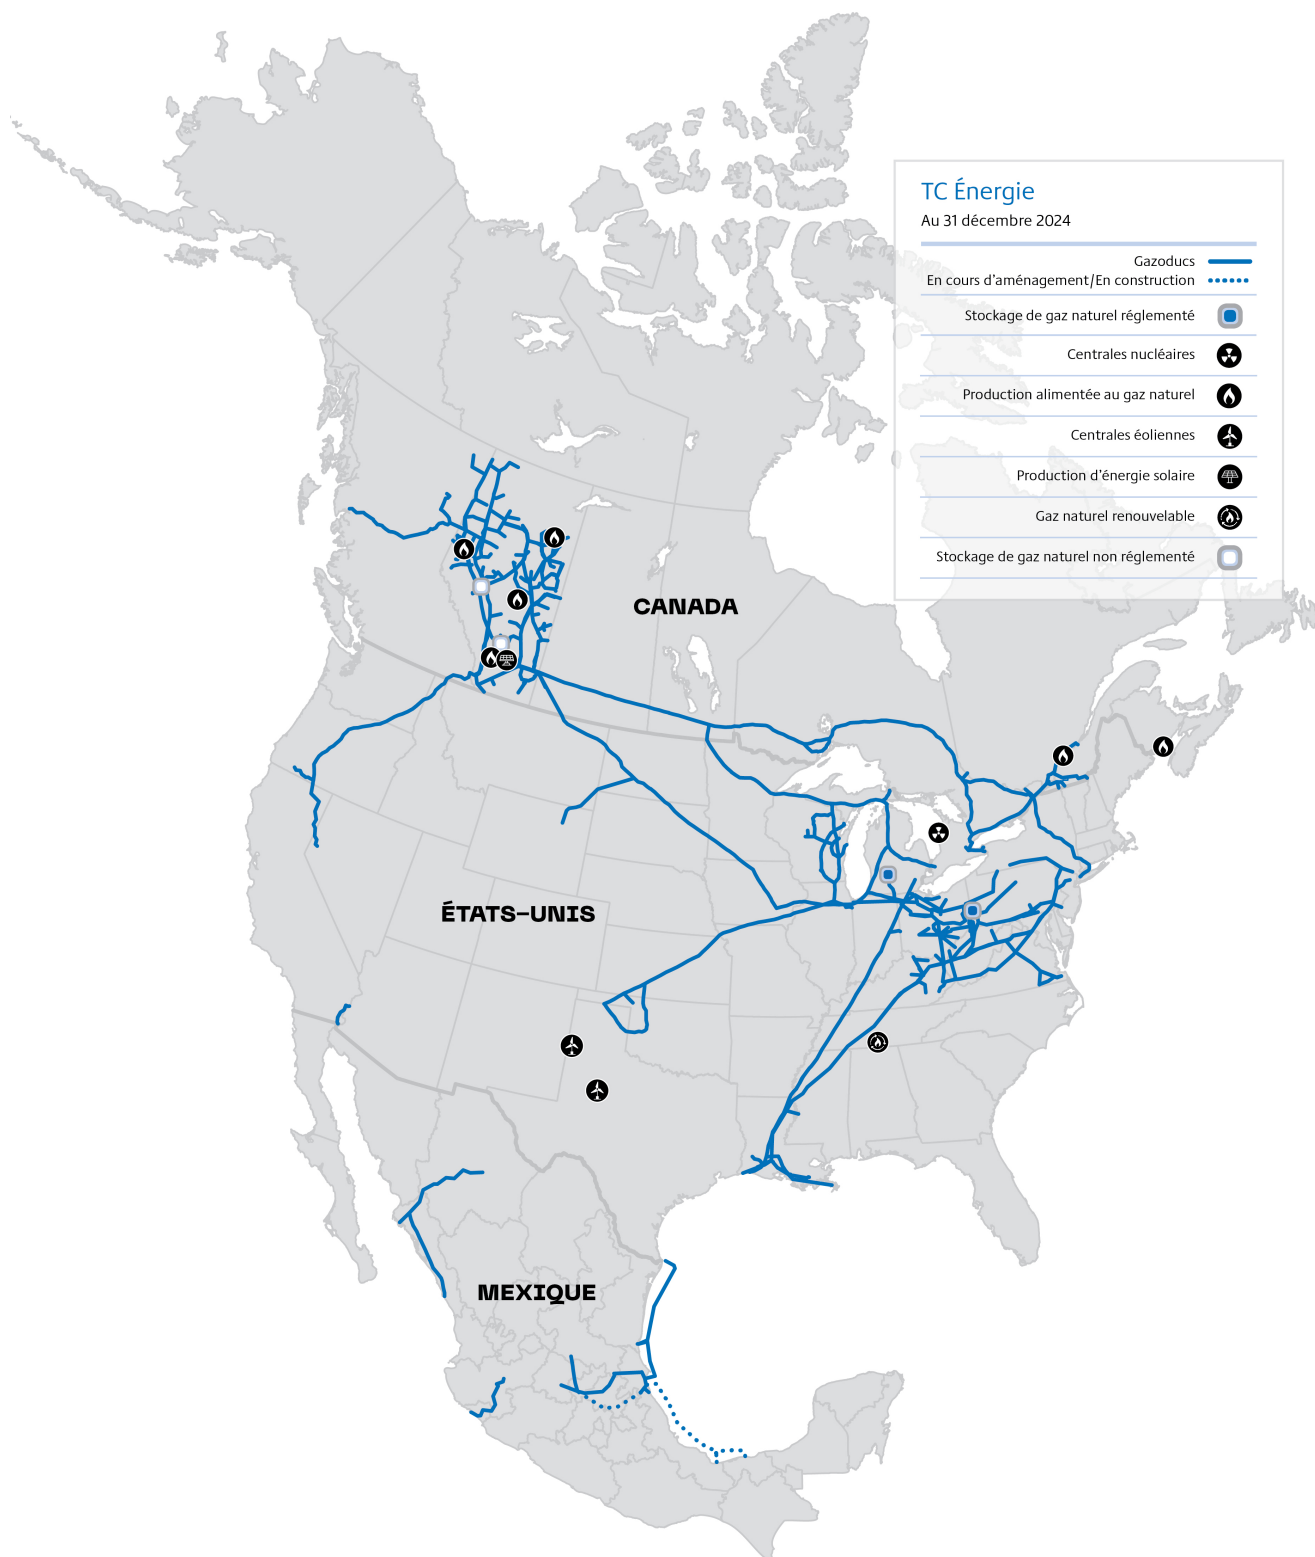 TC Énergie
Au 31 décembre 2024
Gazoducs
En cours d'aménagement/En construction
Stockage de gaz naturel réglementé
Centrales nucléaires
Production alimentée au gaz naturel
Centrales éoliennes
Production d'énergie solaire
Gaz naturel renouvelable
Stockage de gaz naturel non réglementé
CANADA
ÉTATS-UNIS
MEXIQUE